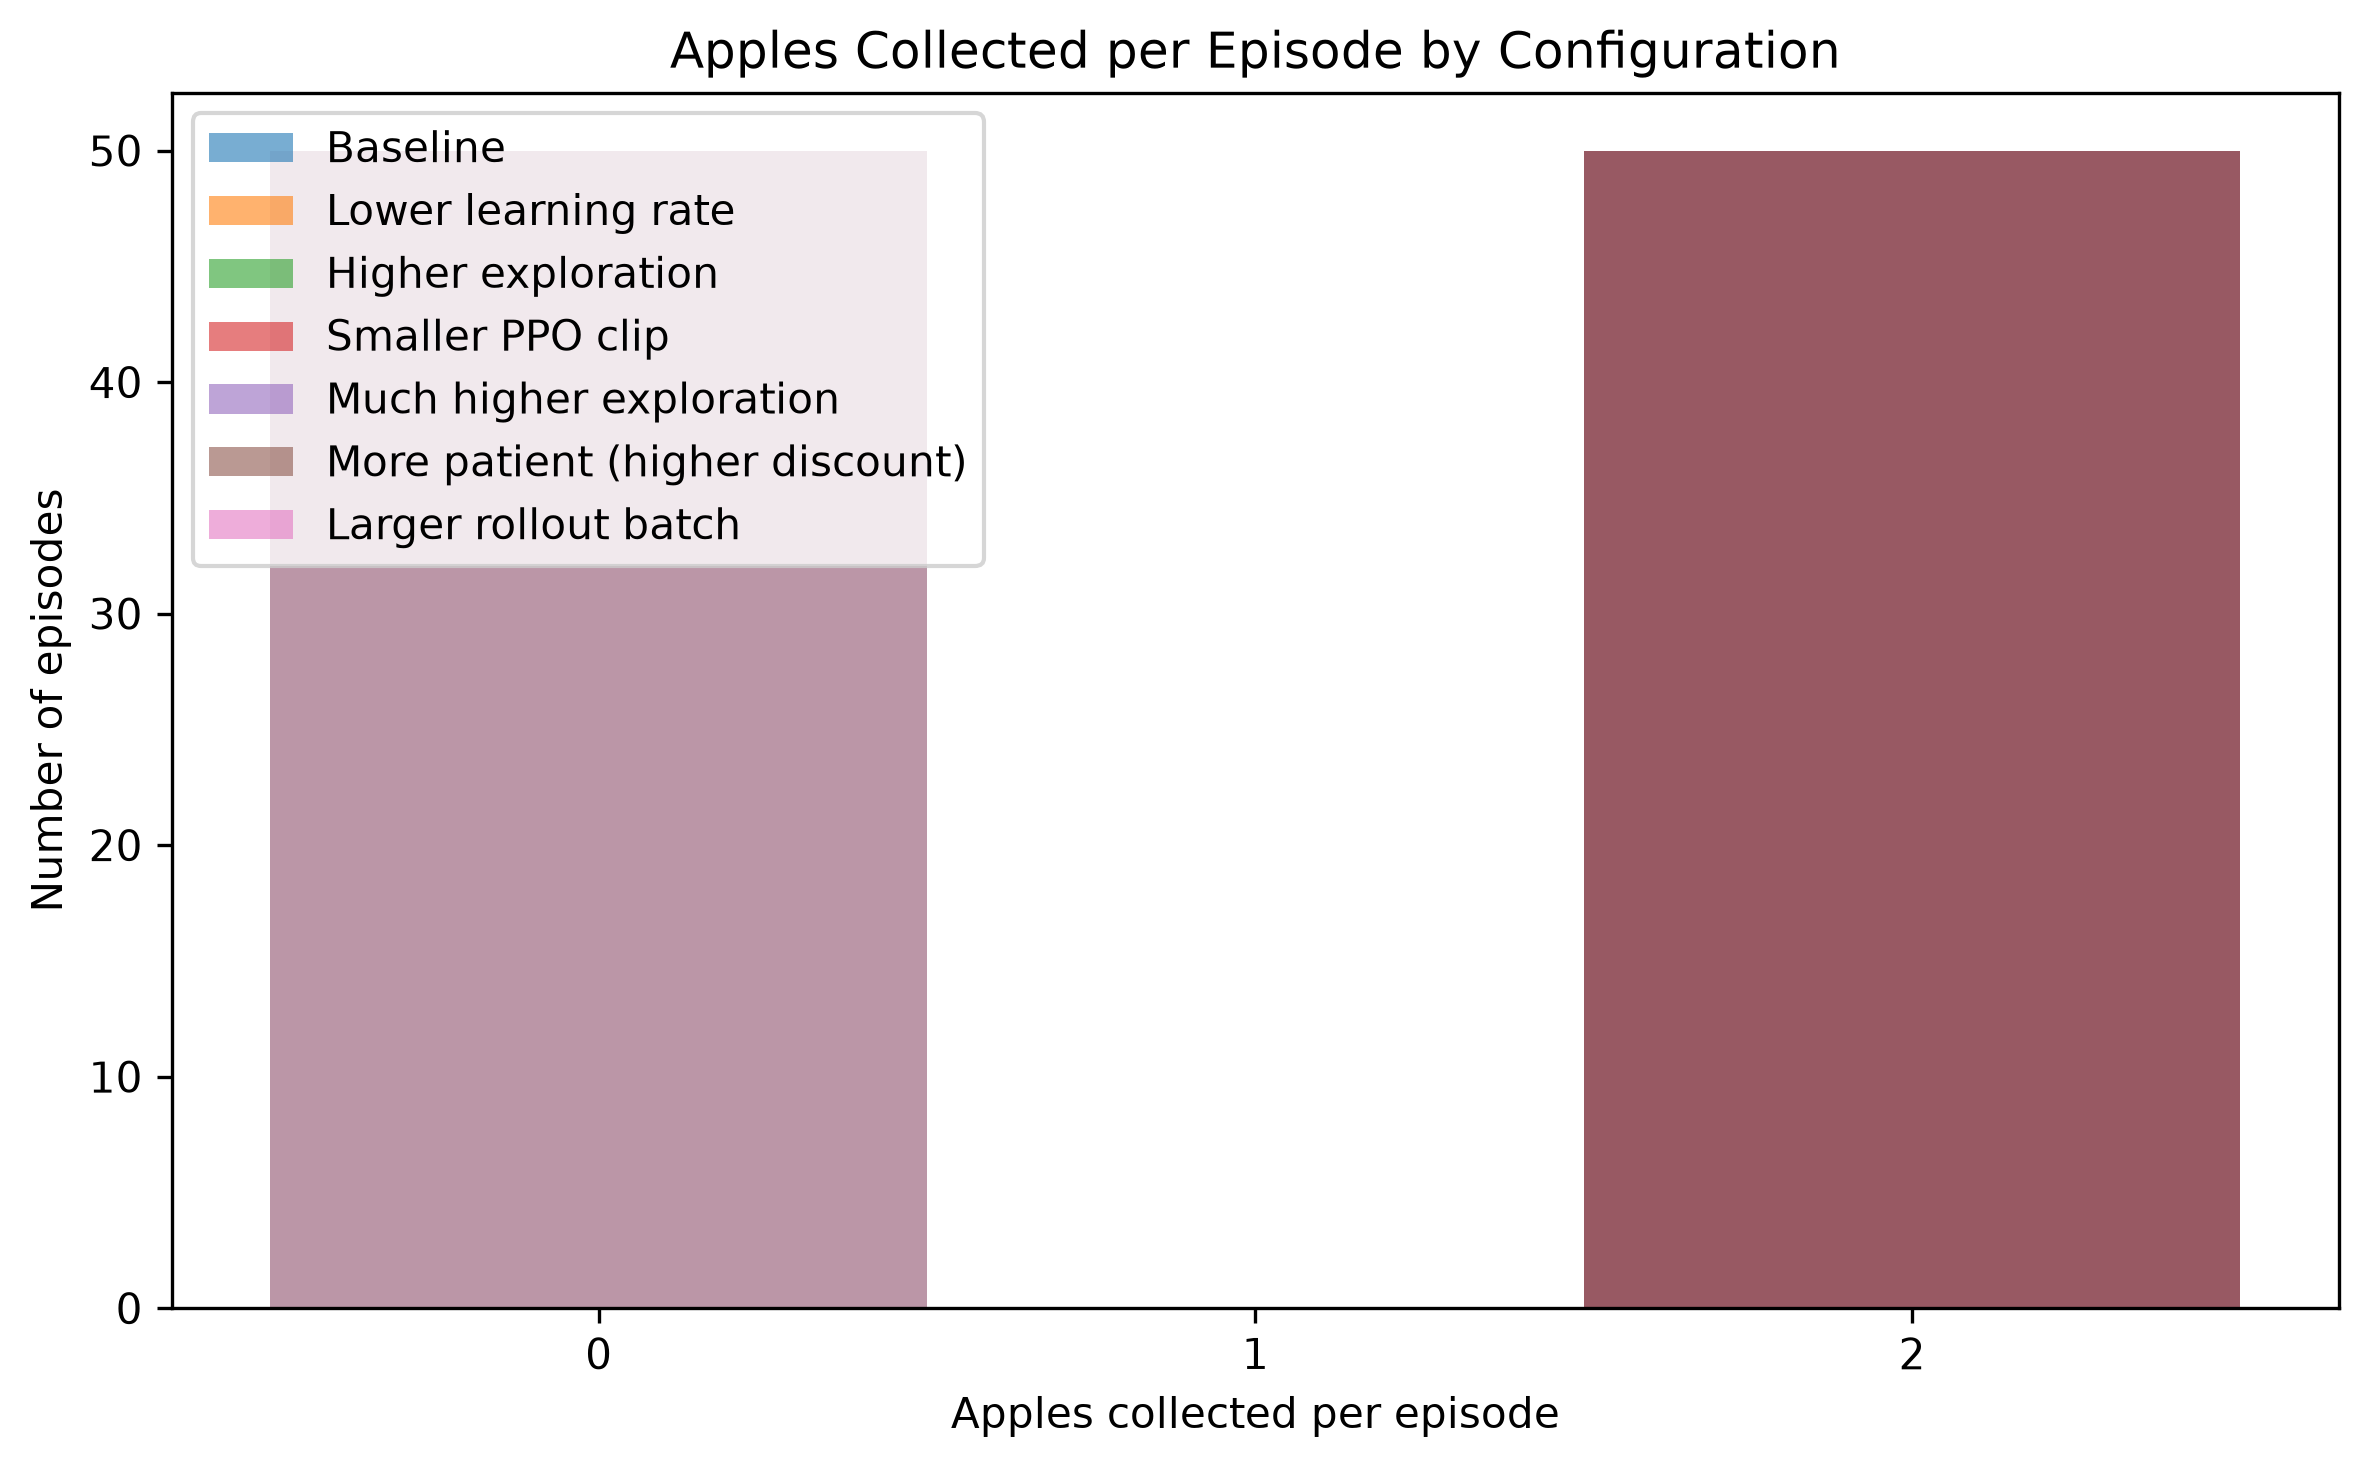 Apples Collected per Episode by Configuration
Baseline
Lower learning rate
Higher exploration
Smaller PPO clip
Much higher exploration
More patient (higher discount)
Larger rollout batch
Number of episodes
50
40
30
20
10
0
0 1 2
Apples collected per episode